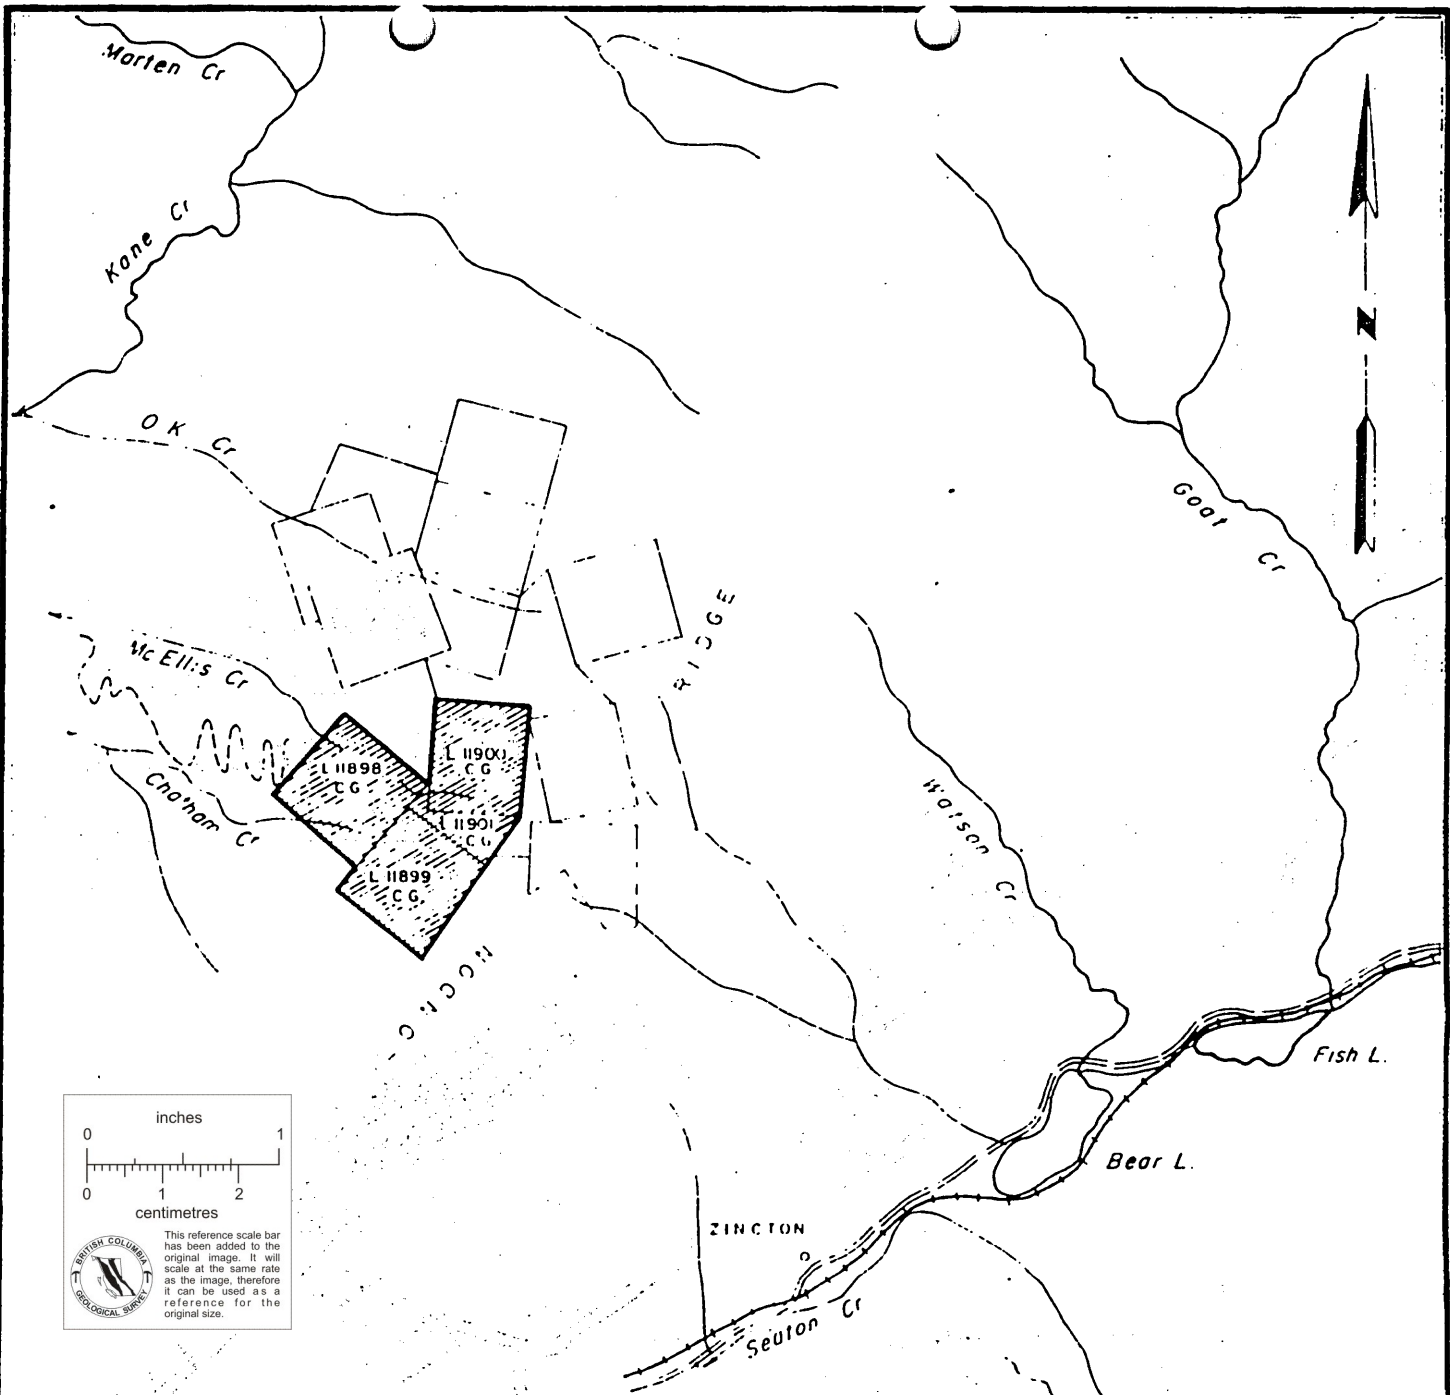 Morten Cr
Kane Cr
N
O K Cr
Goat Cr
RIDGE
McEllis Cr
L 11900
C G
L 11898
C G
Chatham Cr
L 11901
C G
Watson Cr
L 11899
C G
Fish L.
inches
0 1
0 1 2
centimetres
Bear L.
BRITISH COLUMBIA
GEOLOGICAL SURVEY
This reference scale bar
has been added to the
original image. It will
scale at the same rate
as the image, therefore
it can be used as a
reference for the
original size.
ZINCTON
Seaton Cr